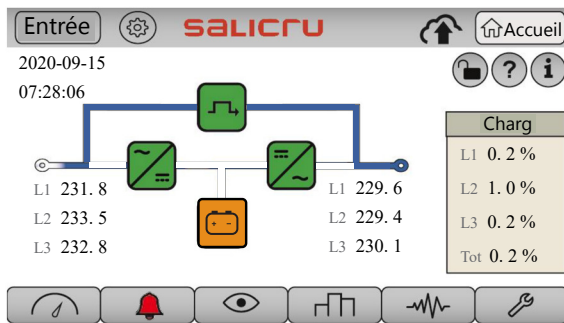 Entrée
SALICRU
Accueil
2020-09-15
07:28:06
?
i
Charg
L1 0.2%
L2 1.0%
L3 0.2%
Tot 0.2%
L1 231.8
L2 233.5
L3 232.8
L1 229.6
L2 229.4
L3 230.1